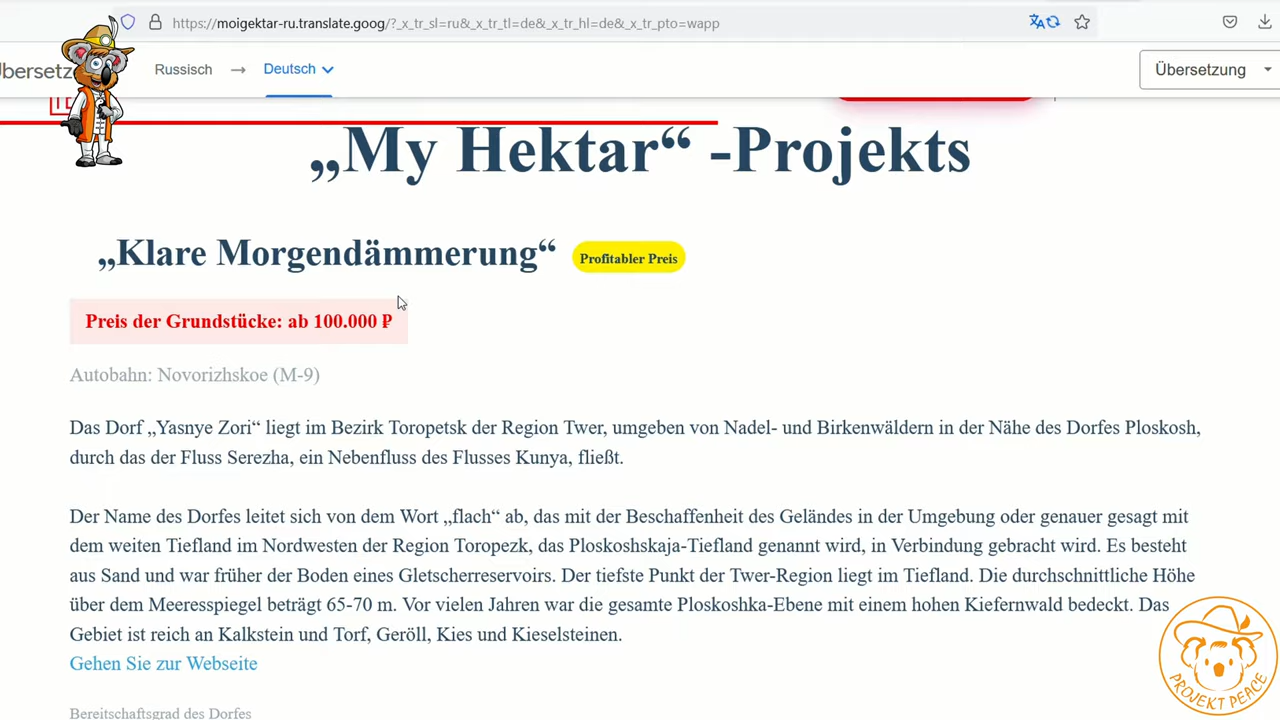 https://moigektar-ru.translate.goog/?_x_tr_sl=ru&_x_tr_tl=de&_x_tr_hl=de&_x_tr_pto=wapp
Übersetz
Russisch → Deutsch
Übersetzung
„My Hektar“ -Projekts
„Klare Morgendämmerung“ Profitabler Preis
Preis der Grundstücke: ab 100.000 ₽
Autobahn: Novorizhskoe (M-9)
Das Dorf „Yasnye Zori“ liegt im Bezirk Toropetsk der Region Twer, umgeben von Nadel- und Birkenwäldern in der Nähe des Dorfes Ploskosh,
durch das der Fluss Serezha, ein Nebenfluss des Flusses Kunya, fließt.
Der Name des Dorfes leitet sich von dem Wort „flach“ ab, das mit der Beschaffenheit des Geländes in der Umgebung oder genauer gesagt mit
dem weiten Tiefland im Nordwesten der Region Toropezk, das Ploskoshskaja-Tiefland genannt wird, in Verbindung gebracht wird. Es besteht
aus Sand und war früher der Boden eines Gletscherreservoirs. Der tiefste Punkt der Twer-Region liegt im Tiefland. Die durchschnittliche Höhe
über dem Meeresspiegel beträgt 65-70 m. Vor vielen Jahren war die gesamte Ploskoshka-Ebene mit einem hohen Kiefernwald bedeckt. Das
Gebiet ist reich an Kalkstein und Torf, Geröll, Kies und Kieselsteinen.
Gehen Sie zur Webseite
Bereitschaftsgrad des Dorfes
PROJEKT PEACE